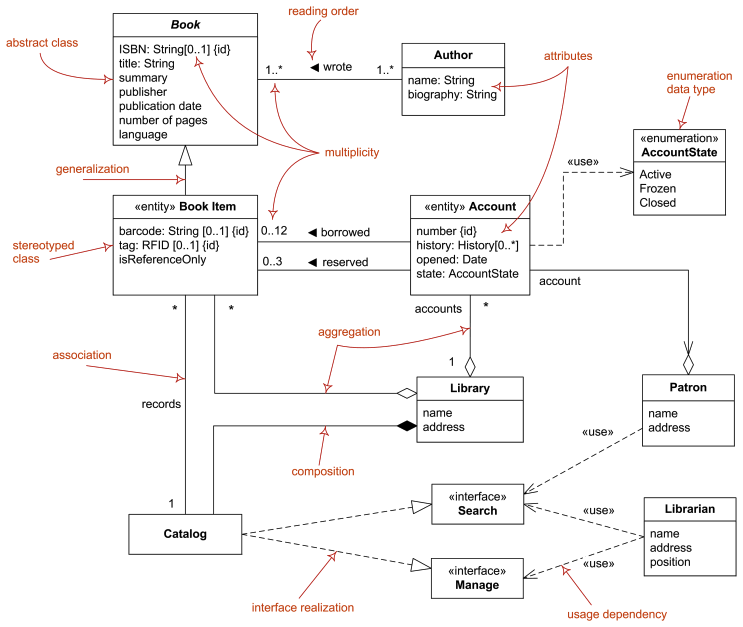 reading order
Book
abstract class
ISBN: String[0..1] {id}
title: String
summary
publisher
publication date
number of pages
language
1..*
◄ wrote
1..*
Author
name: String
biography: String
attributes
enumeration
data type
«enumeration»
AccountState
Active
Frozen
Closed
multiplicity
generalization
«use»
«entity» Book Item
barcode: String [0..1] {id}
tag: RFID [0..1] {id}
isReferenceOnly
stereotyped
class
0..12
◄ borrowed
0..3
◄ reserved
«entity» Account
number {id}
history: History[0..*]
opened: Date
state: AccountState
account
*
*
accounts
*
aggregation
association
1
records
Library
name
address
Patron
name
address
«use»
composition
1
Catalog
«interface»
Search
«use»
Librarian
name
address
position
«use»
«interface»
Manage
interface realization
usage dependency